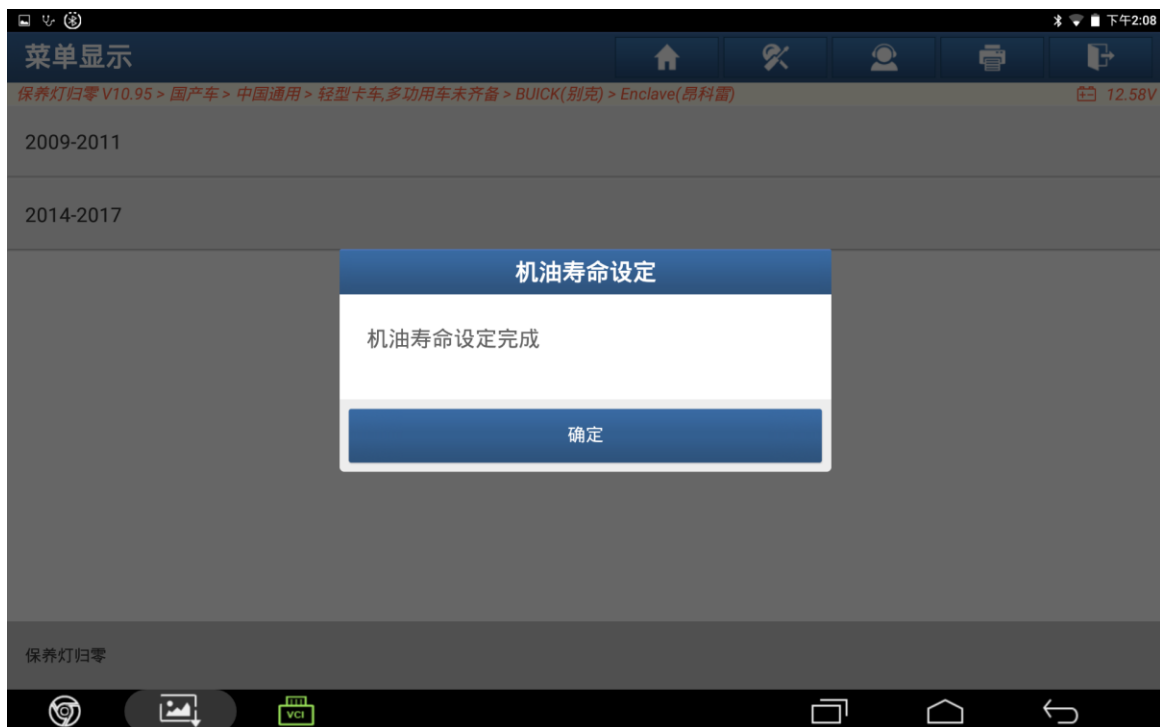 下午2:08
菜单显示
保养灯归零 V10.95 > 国产车 > 中国通用 > 轻型卡车,多功用车未齐备 > BUICK(别克) > Enclave(昂科雷)
12.58V
2009-2011
2014-2017
机油寿命设定
机油寿命设定完成
确定
保养灯归零
VCI